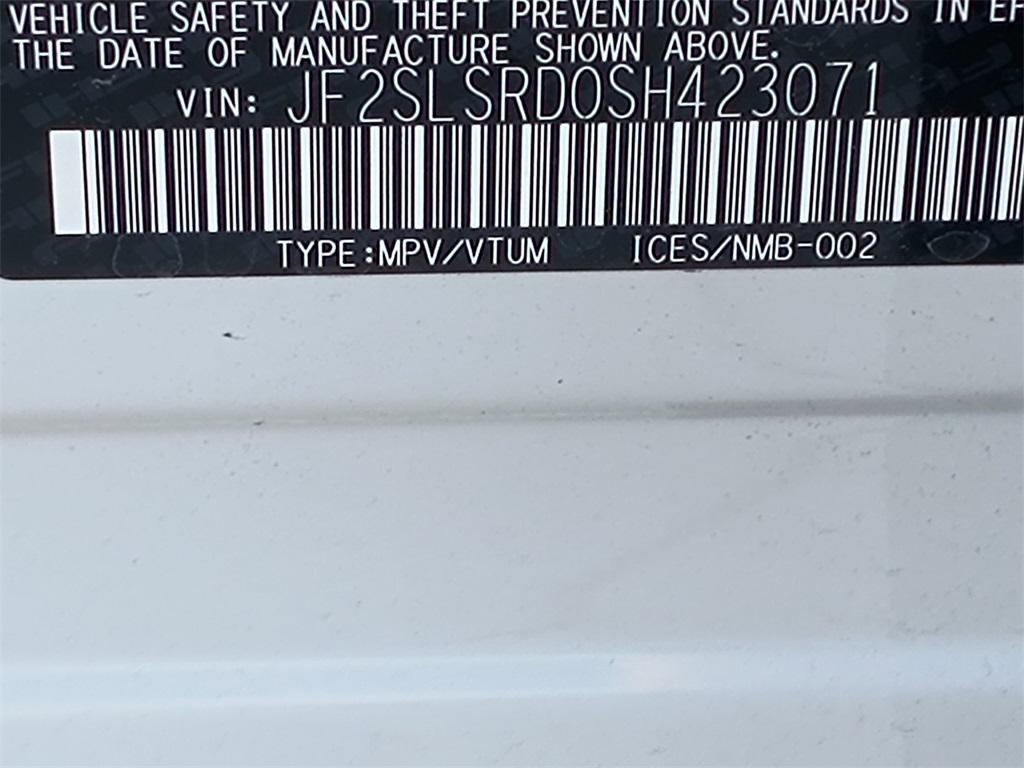 VEHICLE SAFETY AND THEFT PREVENTION STANDARDS IN EF
THE DATE OF MANUFACTURE SHOWN ABOVE.
VIN: JF2SLSRD0SH423071
TYPE:MPV/VTUM ICES/NMB-002